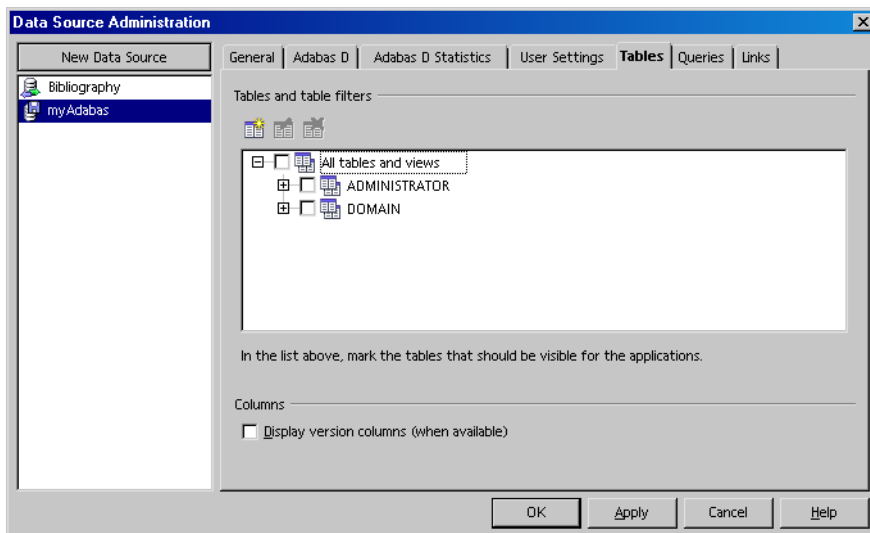 Data Source Administration
New Data Source
General Adabas D Adabas D Statistics User Settings Tables Queries Links
Bibliography
myAdabas
Tables and table filters
All tables and views
ADMINISTRATOR
DOMAIN
In the list above, mark the tables that should be visible for the applications.
Columns
Display version columns (when available)
OK Apply Cancel Help